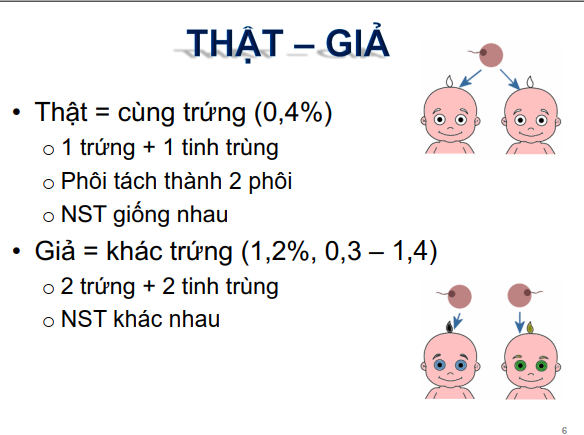 THẬT – GIẢ
• Thật = cùng trứng (0,4%)
o 1 trứng + 1 tinh trùng
o Phôi tách thành 2 phôi
o NST giống nhau
• Giả = khác trứng (1,2%, 0,3 – 1,4)
o 2 trứng + 2 tinh trùng
o NST khác nhau
6